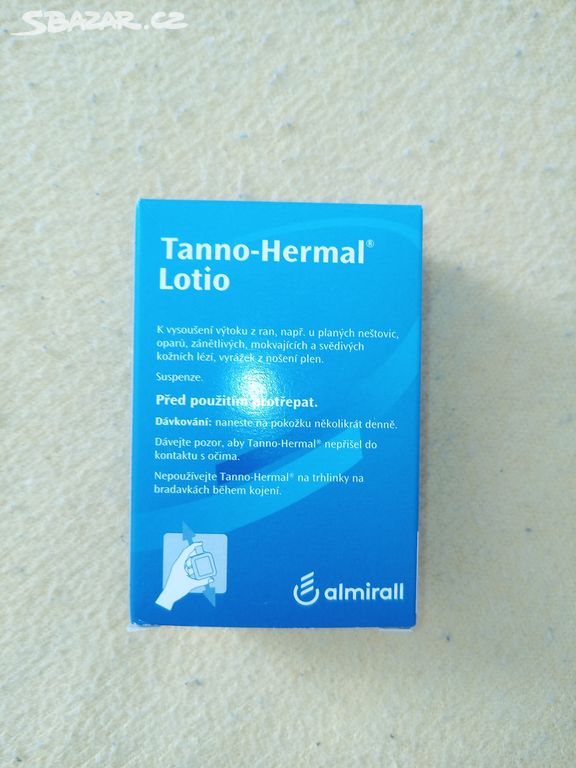 SBAZAR.CZ
Tanno-Hermal®
Lotio
K vysoušení výtoku z ran, např. u planých neštovic,
oparů, zánětlivých, mokvajících a svědivých
kožních lézí, vyrážek z nošení plen.
Suspenze.
Před použitím protřepat.
Dávkování: naneste na pokožku několikrát denně.
Dávejte pozor, aby Tanno-Hermal® nepřišel do
kontaktu s očima.
Nepoužívejte Tanno-Hermal® na trhlinky na
bradavkách během kojení.
almirall